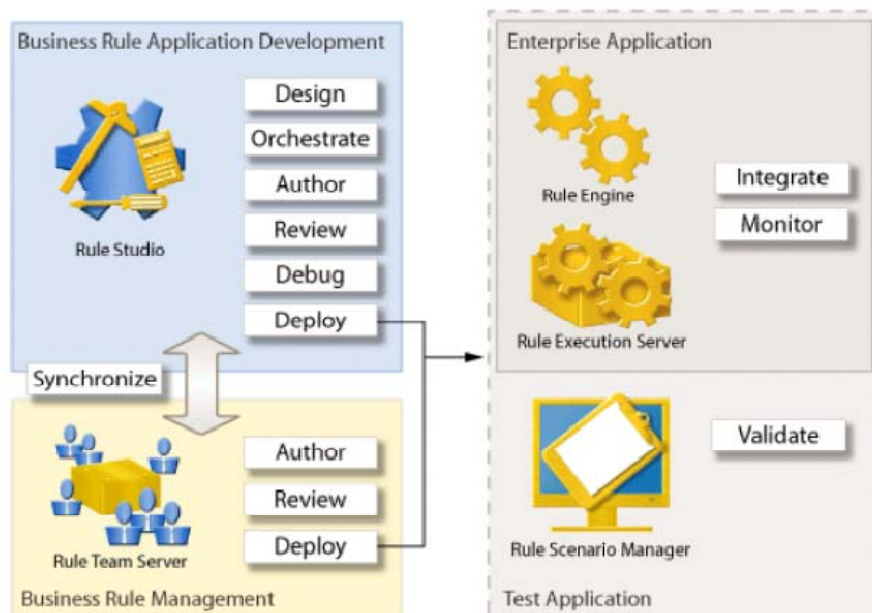 Business Rule Application Development
Design
Orchestrate
Author
Review
Debug
Deploy
Rule Studio
Synchronize
Author
Review
Deploy
Rule Team Server
Business Rule Management
Enterprise Application
Rule Engine
Integrate
Monitor
Rule Execution Server
Validate
Rule Scenario Manager
Test Application